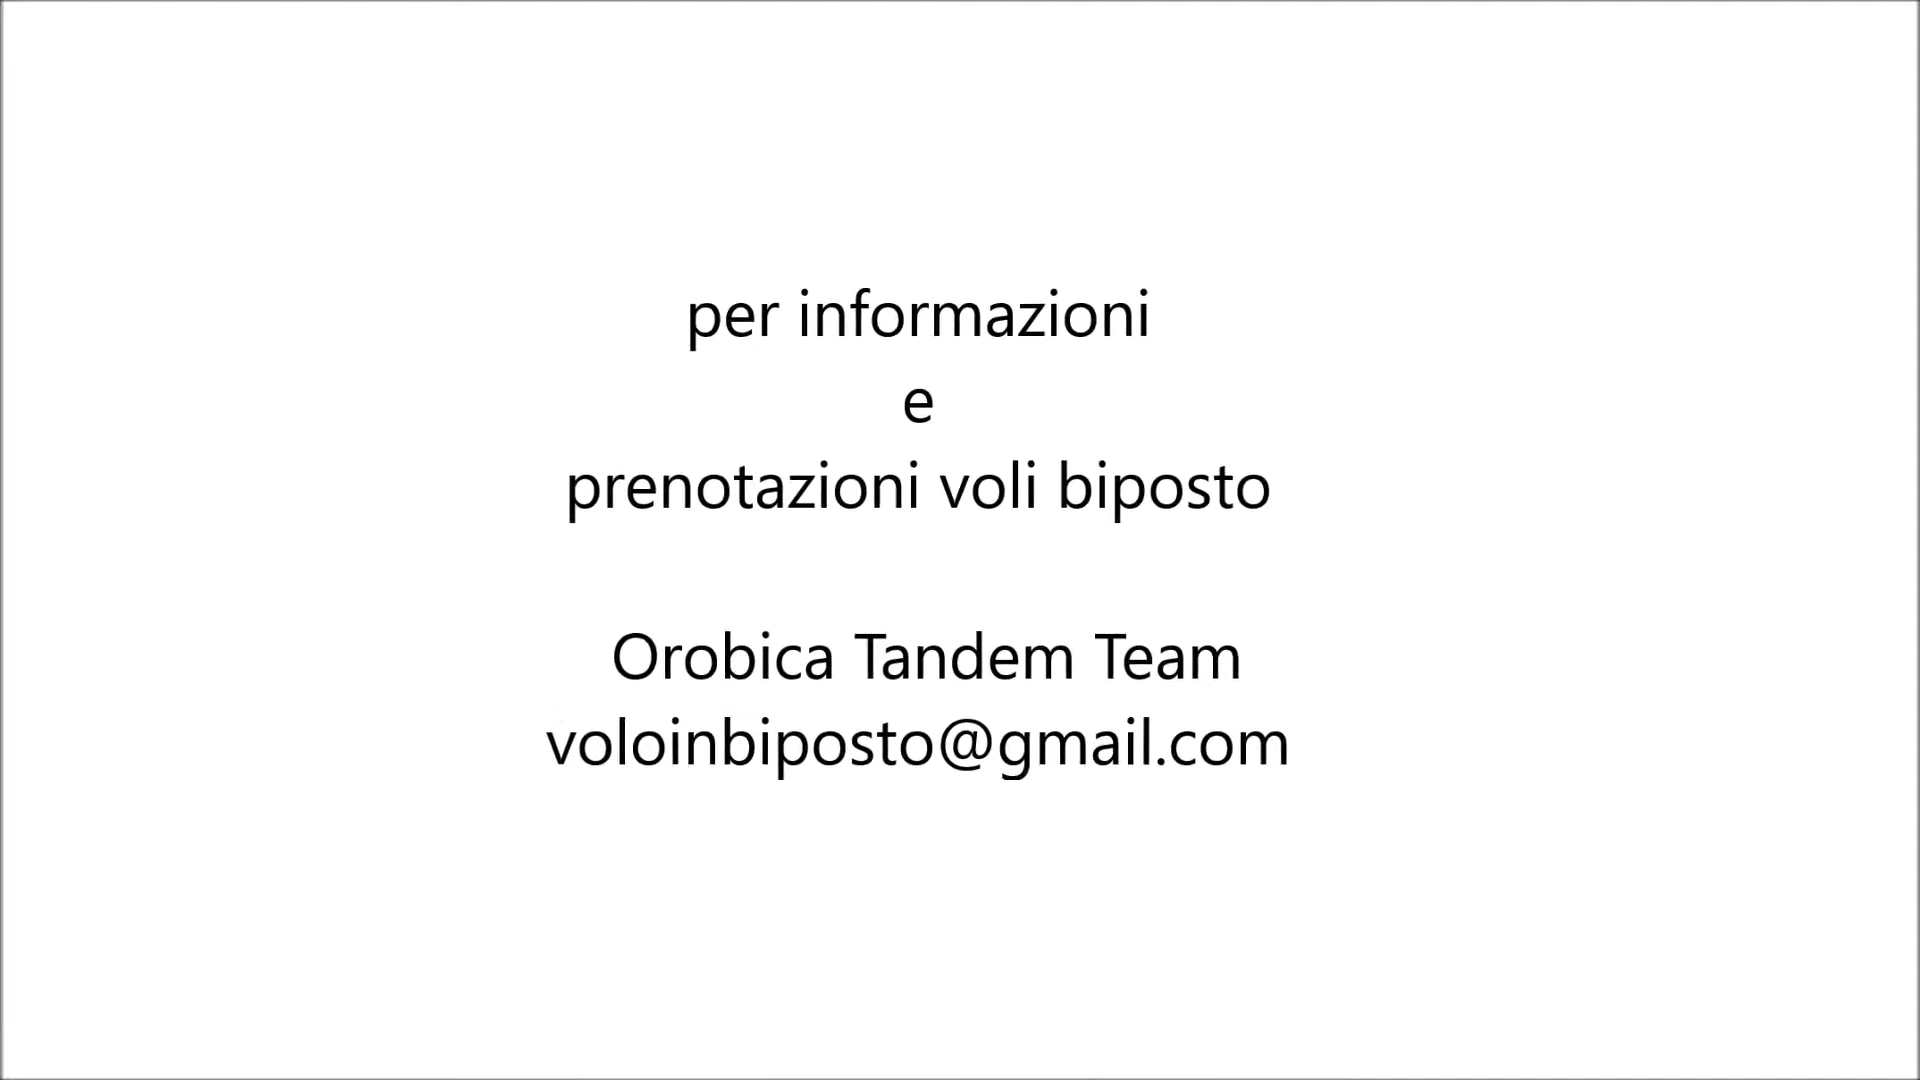 per informazioni
e
prenotazioni voli biposto
Orobica Tandem Team
voloinbiposto@gmail.com